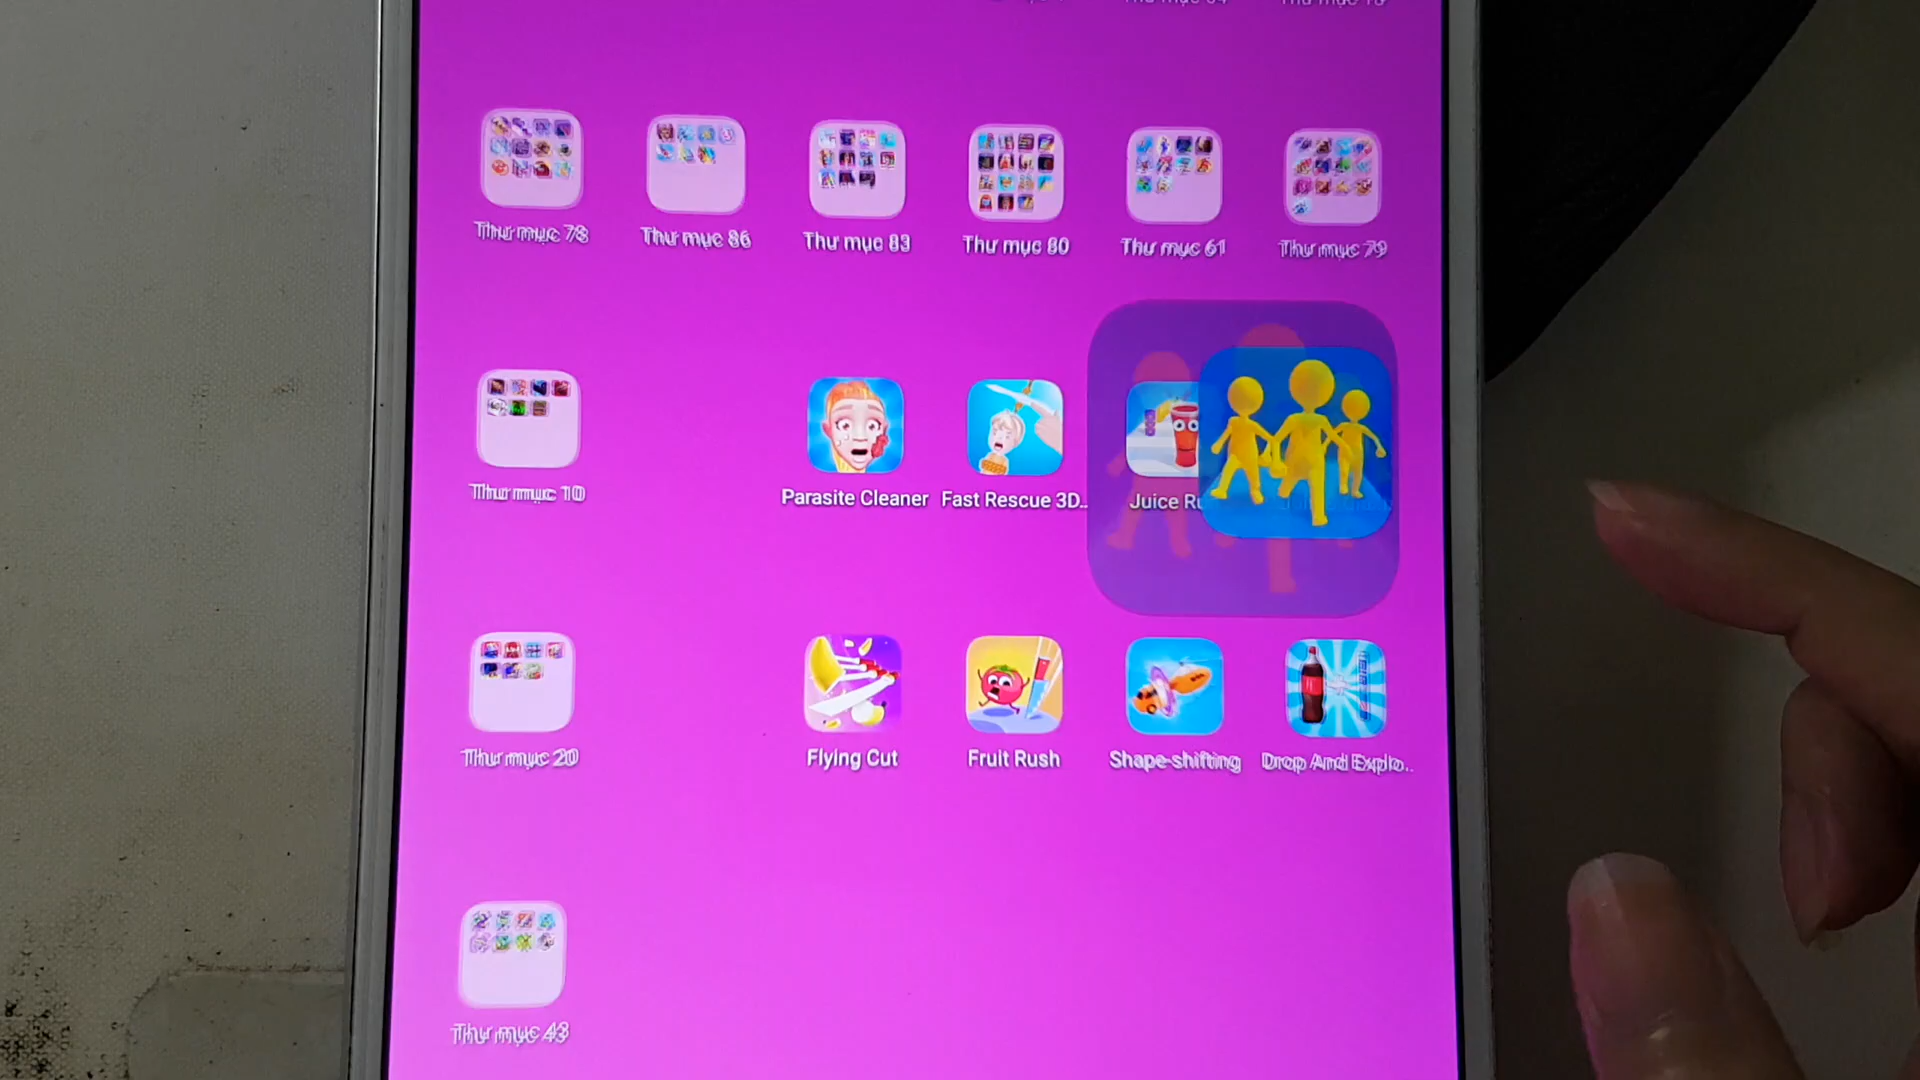 Thư mục 78
Thư mục 86
Thư mục 83
Thư mục 80
Thư mục 61
Thư mục 79
Thư mục 10
Parasite Cleaner
Fast Rescue 3D..
Juice Ru
Thư mục 20
Flying Cut
Fruit Rush
Shape-shifting
Drop And Explo..
Thư mục 43